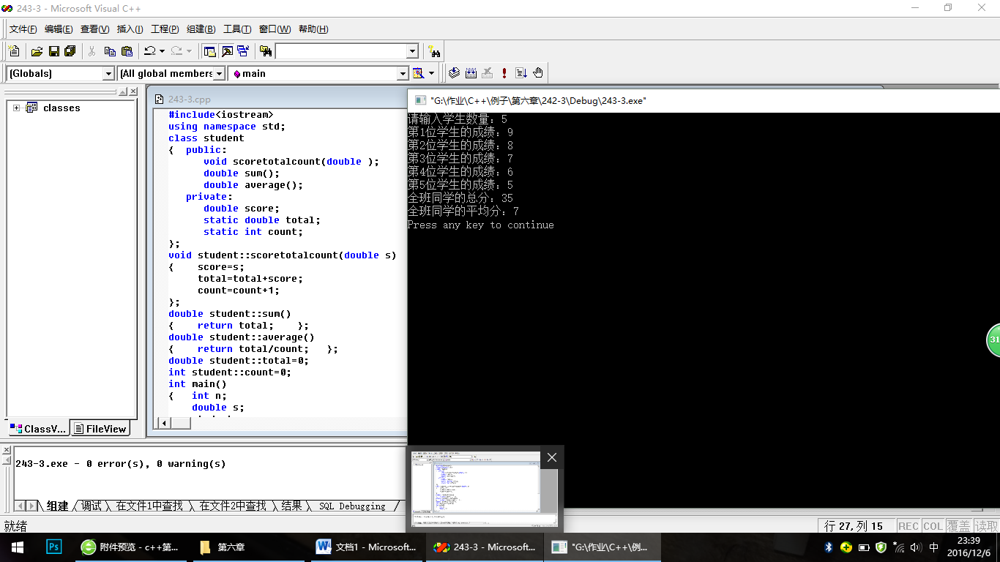 243-3 - Microsoft Visual C++
文件(F) 编辑(E) 查看(V) 插入(I) 工程(P) 组建(B) 工具(T) 窗口(W) 帮助(H)
(Globals) (All global members main
classes
ClassV... FileView
243-3.cpp
#include<iostream>
using namespace std;
class student
{ public:
void scoretotalcount(double );
double sum();
double average();
private:
double score;
static double total;
static int count;
};
void student::scoretotalcount(double s)
{ score=s;
total=total+score;
count=count+1;
};
double student::sum()
{ return total; };
double student::average()
{ return total/count; };
double student::total=0;
int student::count=0;
int main()
{ int n;
double s;
"G:\作业\C++\例子\第六章\242-3\Debug\243-3.exe"
请输入学生数量：5
第1位学生的成绩：9
第2位学生的成绩：8
第3位学生的成绩：7
第4位学生的成绩：6
第5位学生的成绩：5
全班同学的总分：35
全班同学的平均分：7
Press any key to continue
31
243-3.exe - 0 error(s), 0 warning(s)
组建 调试 在文件1中查找 在文件2中查找 结果 SQL Debugging
就绪
行 27, 列 15 REC COL 覆盖 读取
Ps 附件预览 - c++第... 第六章 文档1 - Microsoft... 243-3 - Microsoft... "G:\作业\C++\例...
中 23:39
2016/12/6